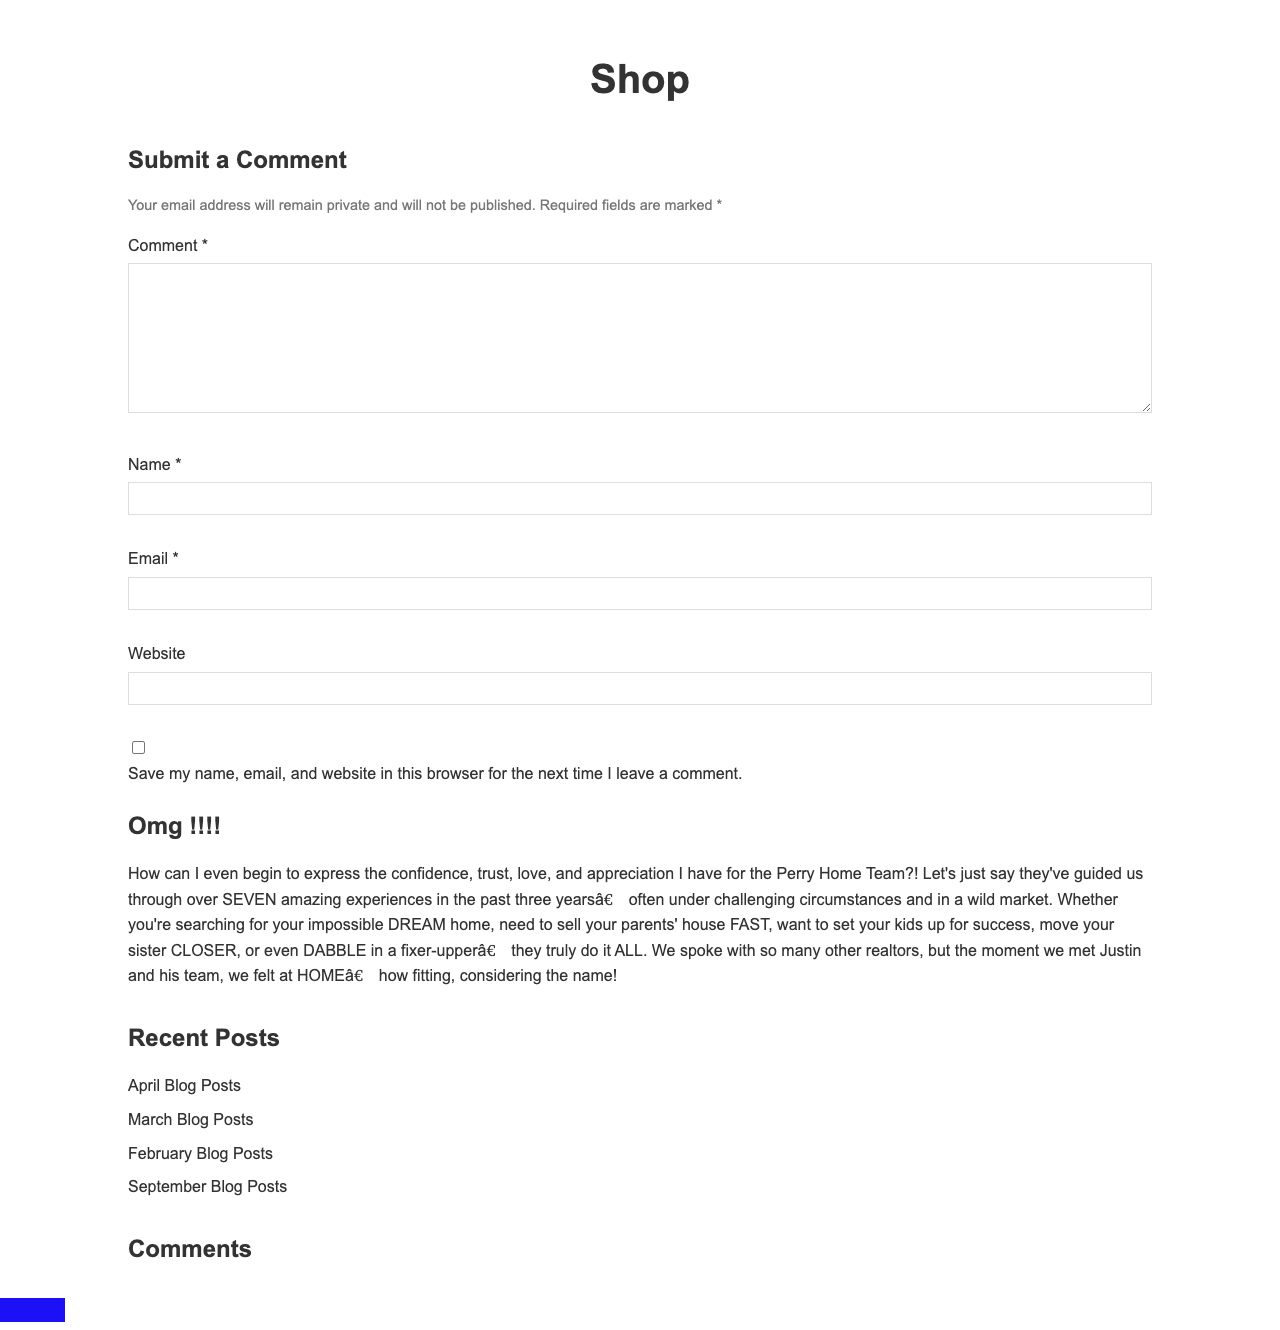 Shop
Submit a Comment
Your email address will remain private and will not be published. Required fields are marked *
Comment *
Name *
Email *
Website
Save my name, email, and website in this browser for the next time I leave a comment.
Omg !!!!
How can I even begin to express the confidence, trust, love, and appreciation I have for the Perry Home Team?! Let's just say they've guided us
through over SEVEN amazing experiences in the past three yearsâ€ often under challenging circumstances and in a wild market. Whether
you're searching for your impossible DREAM home, need to sell your parents' house FAST, want to set your kids up for success, move your
sister CLOSER, or even DABBLE in a fixer-upperâ€ they truly do it ALL. We spoke with so many other realtors, but the moment we met Justin
and his team, we felt at HOMEâ€ how fitting, considering the name!
Recent Posts
April Blog Posts
March Blog Posts
February Blog Posts
September Blog Posts
Comments